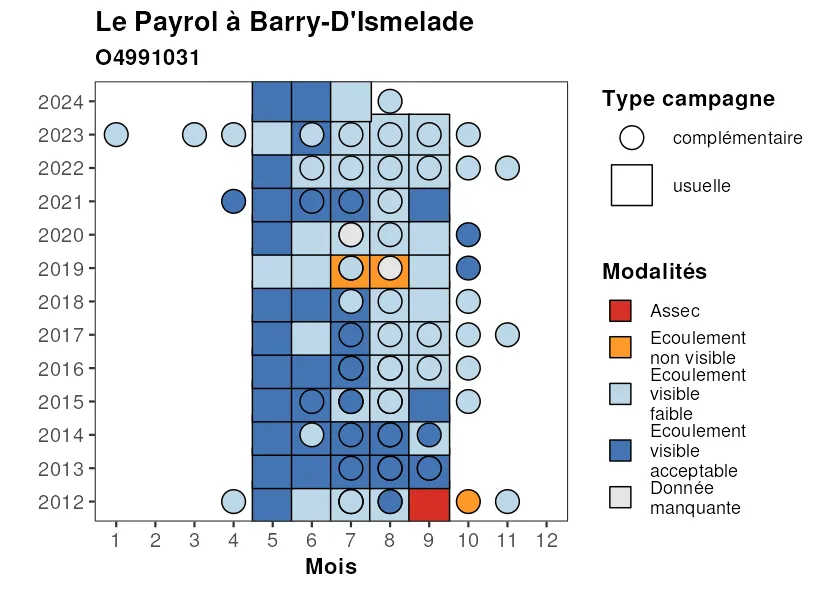 Le Payrol à Barry-D'Ismelade
O4991031
2024
2023
2022
2021
2020
2019
2018
2017
2016
2015
2014
2013
2012
1 2 3 4 5 6 7 8 9 10 11 12
Mois
Type campagne
complémentaire
usuelle
Modalités
Assec
Ecoulement
non visible
Ecoulement
visible
faible
Ecoulement
visible
acceptable
Donnée
manquante